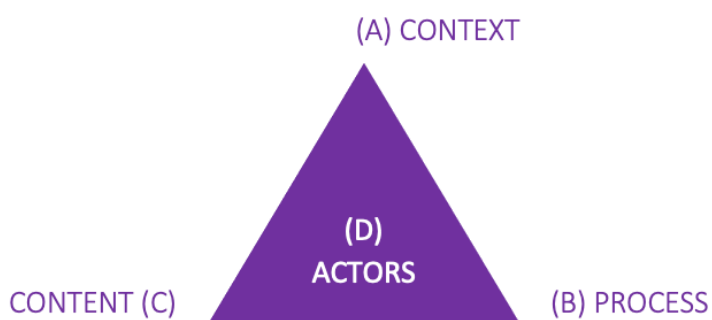 (A) CONTEXT
(D)
ACTORS
CONTENT (C)
(B) PROCESS